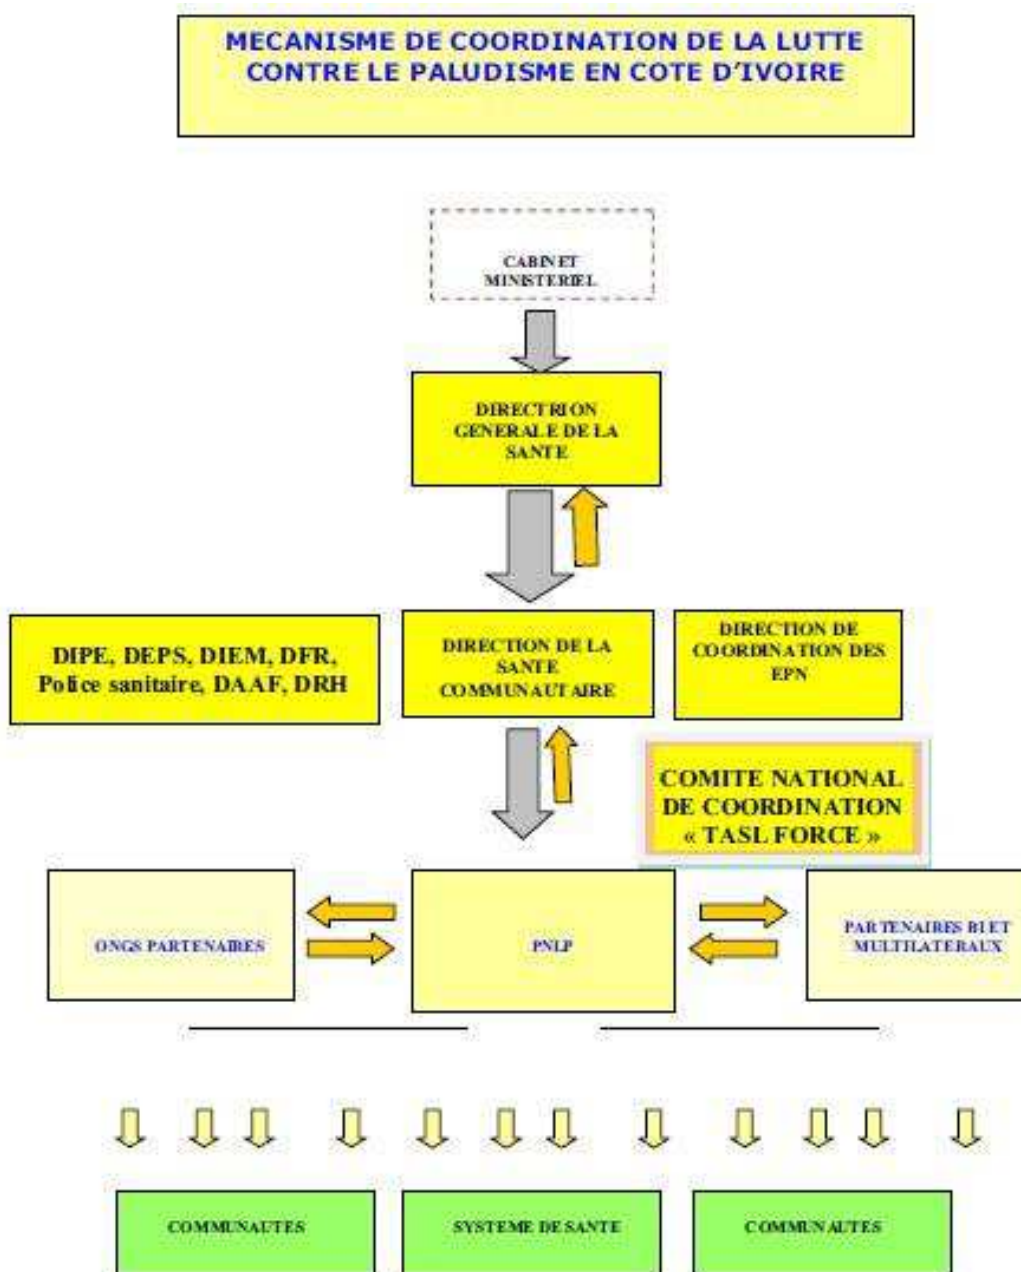 MECANISME DE COORDINATION DE LA LUTTE
CONTRE LE PALUDISME EN COTE D'IVOIRE
CABINET
MINISTERIEL
DIRECTRION
GENERALE DE LA
SANTE
DIPE, DEPS, DIEM, DFR,
Police sanitaire, DAAF, DRH
DIRECTION DE LA
SANTE
COMMUNAUTAIRE
DIRECTION DE
COORDINATION DES
EPN
COMITE NATIONAL
DE COORDINATION
« TASL FORCE »
ONGS PARTENAIRES
PNLP
PARTENAIRES BI ET
MULTILATERAUX
COMMUNAUTES
SYSTEME DE SANTE
COMMUNAUTES